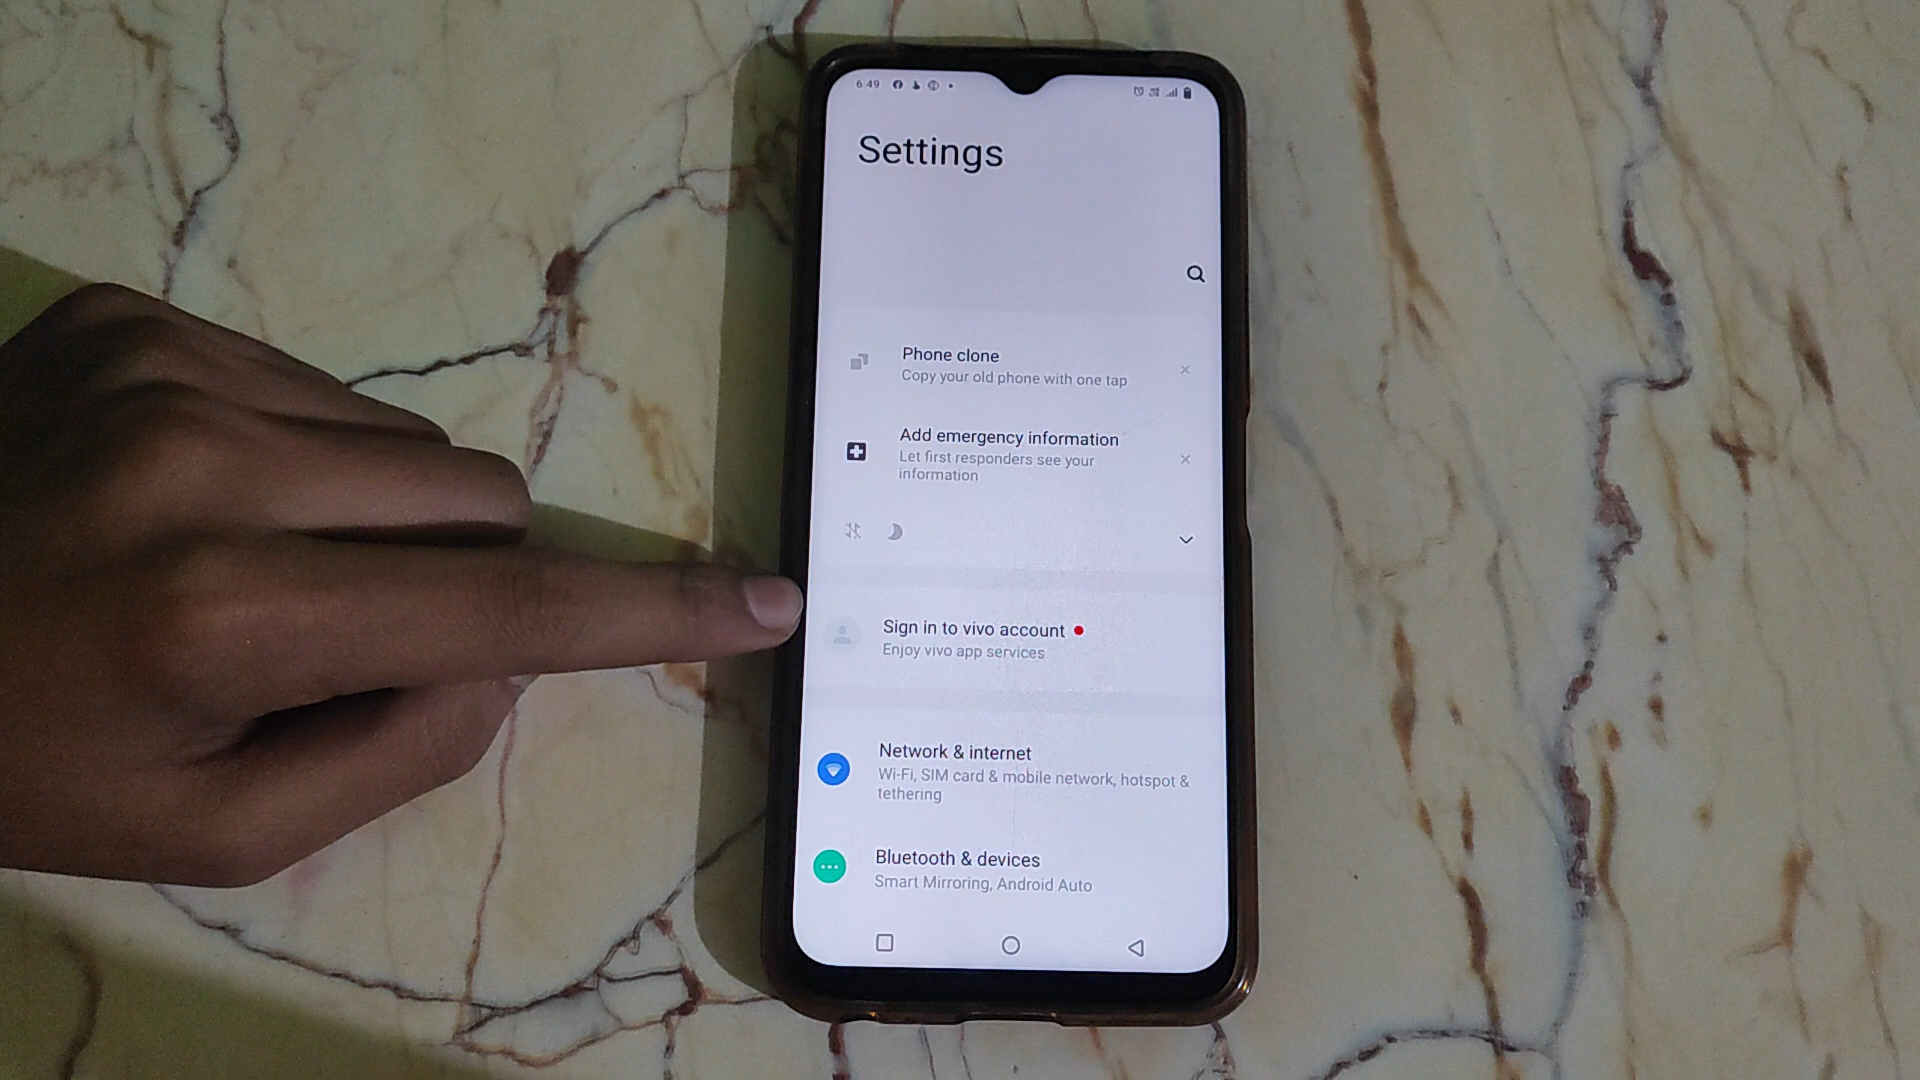 6:49
Settings
Phone clone
Copy your old phone with one tap
Add emergency information
Let first responders see your
information
Sign in to vivo account
Enjoy vivo app services
Network & internet
Wi-Fi, SIM card & mobile network, hotspot &
tethering
Bluetooth & devices
Smart Mirroring, Android Auto